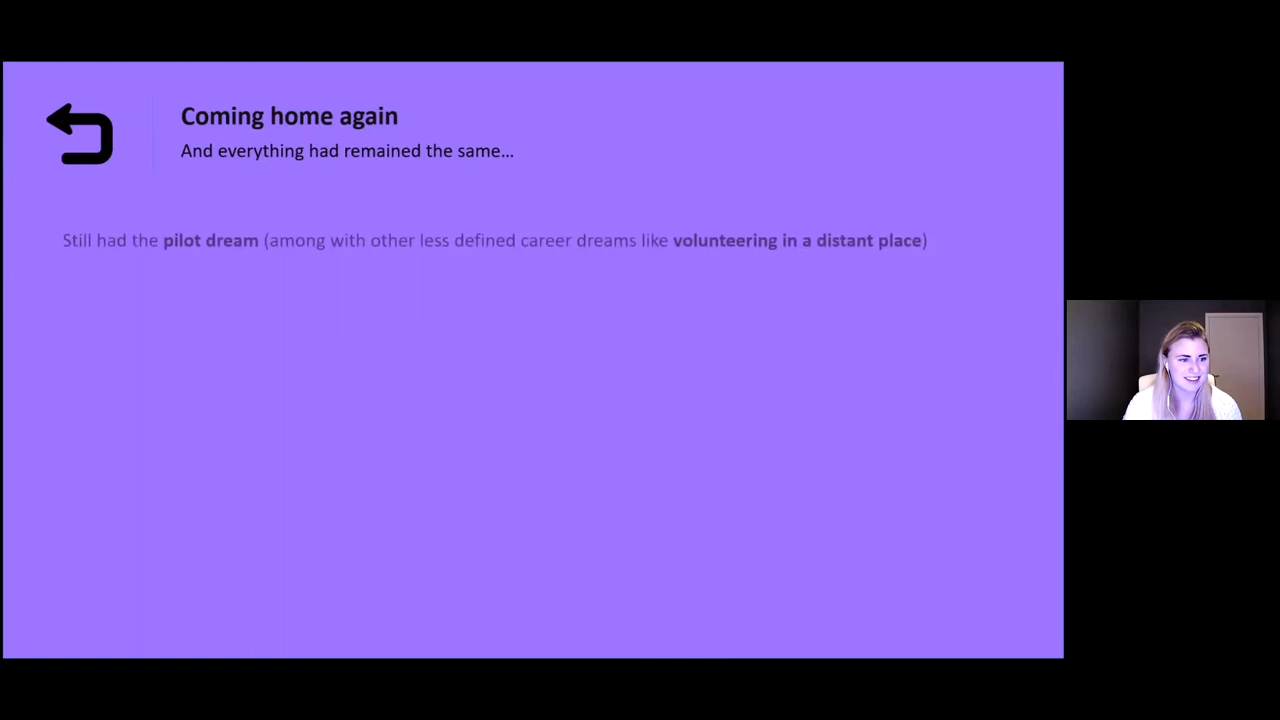 Coming home again
And everything had remained the same...
Still had the pilot dream (among with other less defined career dreams like volunteering in a distant place)